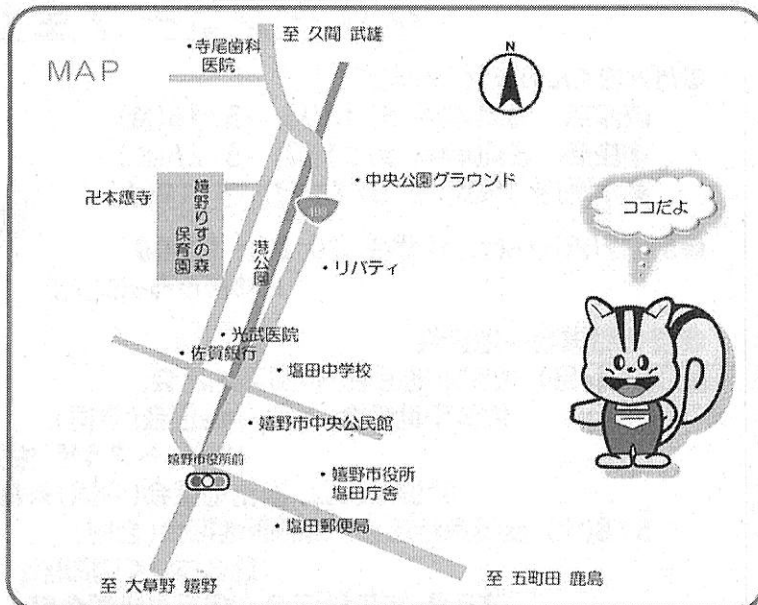 至 久間 武雄
・寺尾歯科
医院
MAP
N
・中央公園グラウンド
卍本應寺
嬉野りすの森
保育園
498
ココだよ
港公園
・リバティ
・光武医院
・佐賀銀行
・塩田中学校
・嬉野市中央公民館
嬉野市役所前
・嬉野市役所
塩田庁舎
・塩田郵便局
至 大草野 嬉野
至 五町田 鹿島